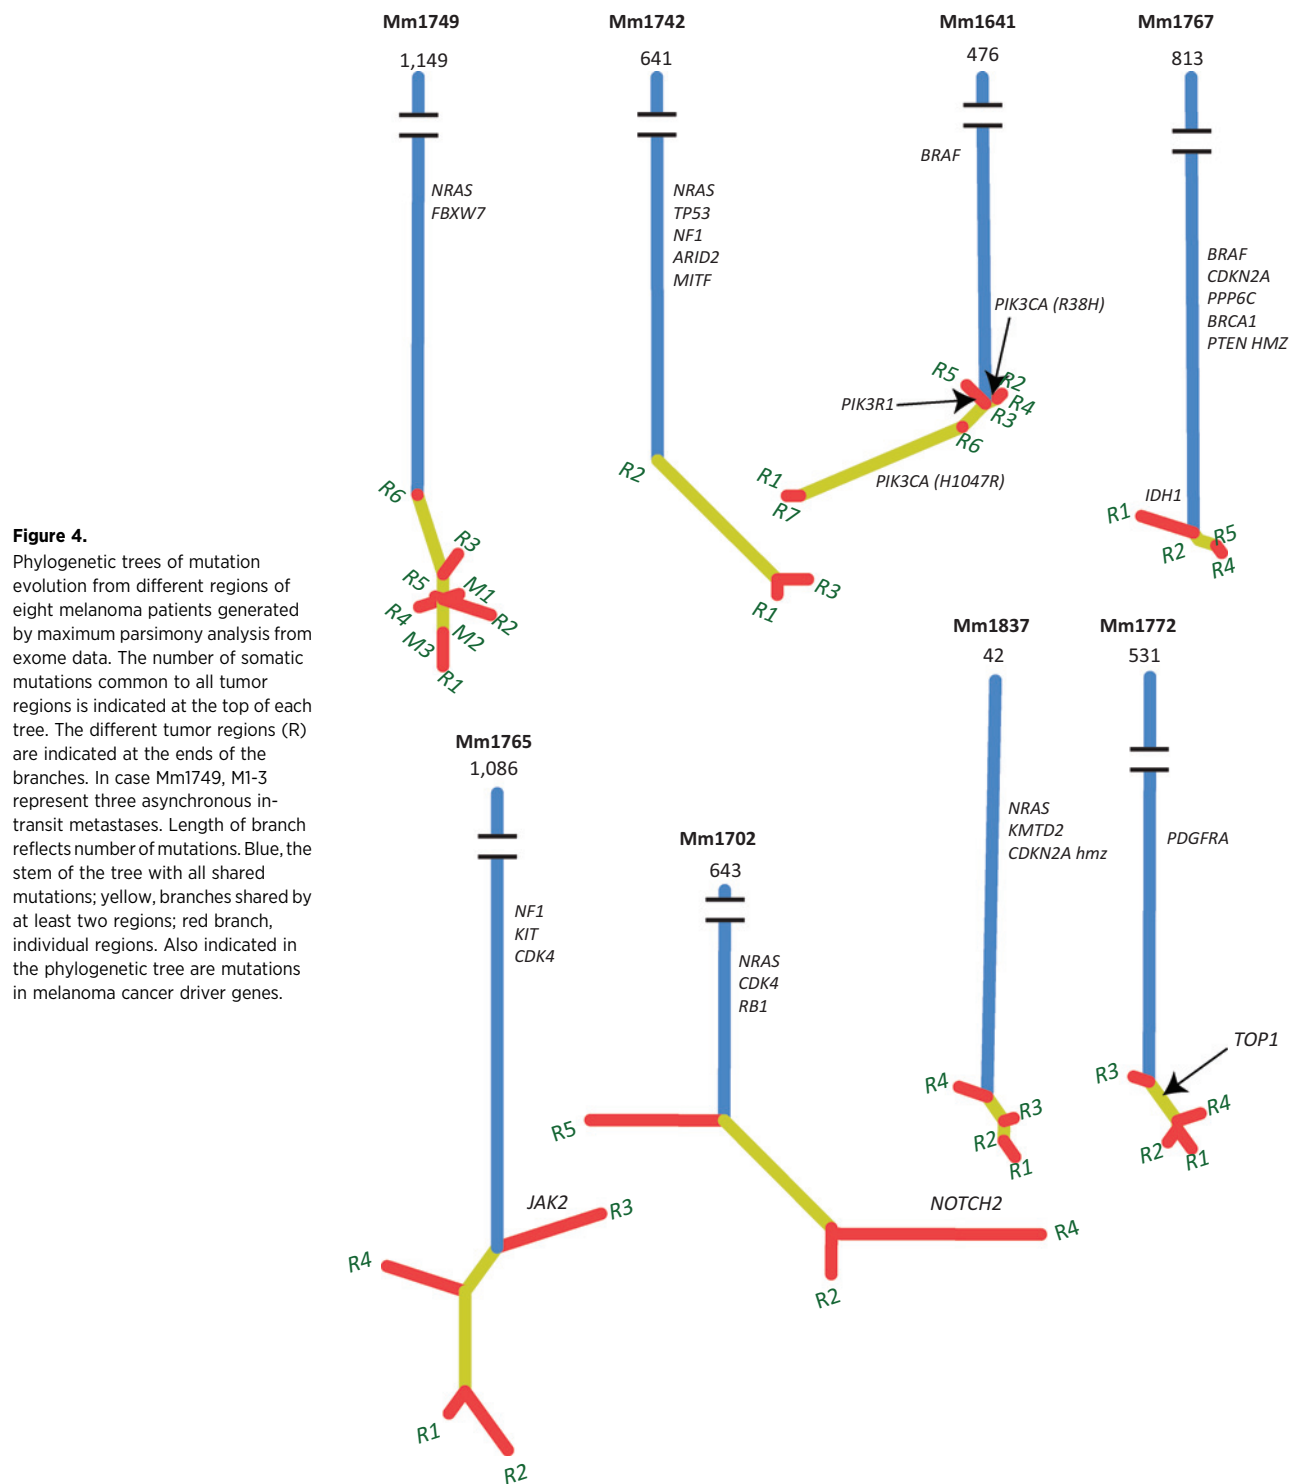 Mm1749
1,149
NRAS
FBXW7
R6
R3
R5
M1
R4
R2
M3
M2
R1
Mm1742
641
NRAS
TP53
NF1
ARID2
MITF
R2
R3
R1
Mm1641
476
BRAF
PIK3CA (R38H)
R5
R2
PIK3R1
R4
R3
R6
R1
PIK3CA (H1047R)
R7
Mm1767
813
BRAF
CDKN2A
PPP6C
BRCA1
PTEN HMZ
IDH1
R1
R2
R5
R4
Figure 4.
Phylogenetic trees of mutation
evolution from different regions of
eight melanoma patients generated
by maximum parsimony analysis from
exome data. The number of somatic
mutations common to all tumor
regions is indicated at the top of each
tree. The different tumor regions (R)
are indicated at the ends of the
branches. In case Mm1749, M1-3
represent three asynchronous in-
transit metastases. Length of branch
reflects number of mutations. Blue, the
stem of the tree with all shared
mutations; yellow, branches shared by
at least two regions; red branch,
individual regions. Also indicated in
the phylogenetic tree are mutations
in melanoma cancer driver genes.
Mm1765
1,086
NF1
KIT
CDK4
JAK2
R3
R4
R1
R2
Mm1702
643
NRAS
CDK4
RB1
R5
NOTCH2
R4
R2
Mm1837
42
NRAS
KMTD2
CDKN2A hmz
R4
R3
R2
R1
Mm1772
531
PDGFRA
TOP1
R3
R4
R2
R1